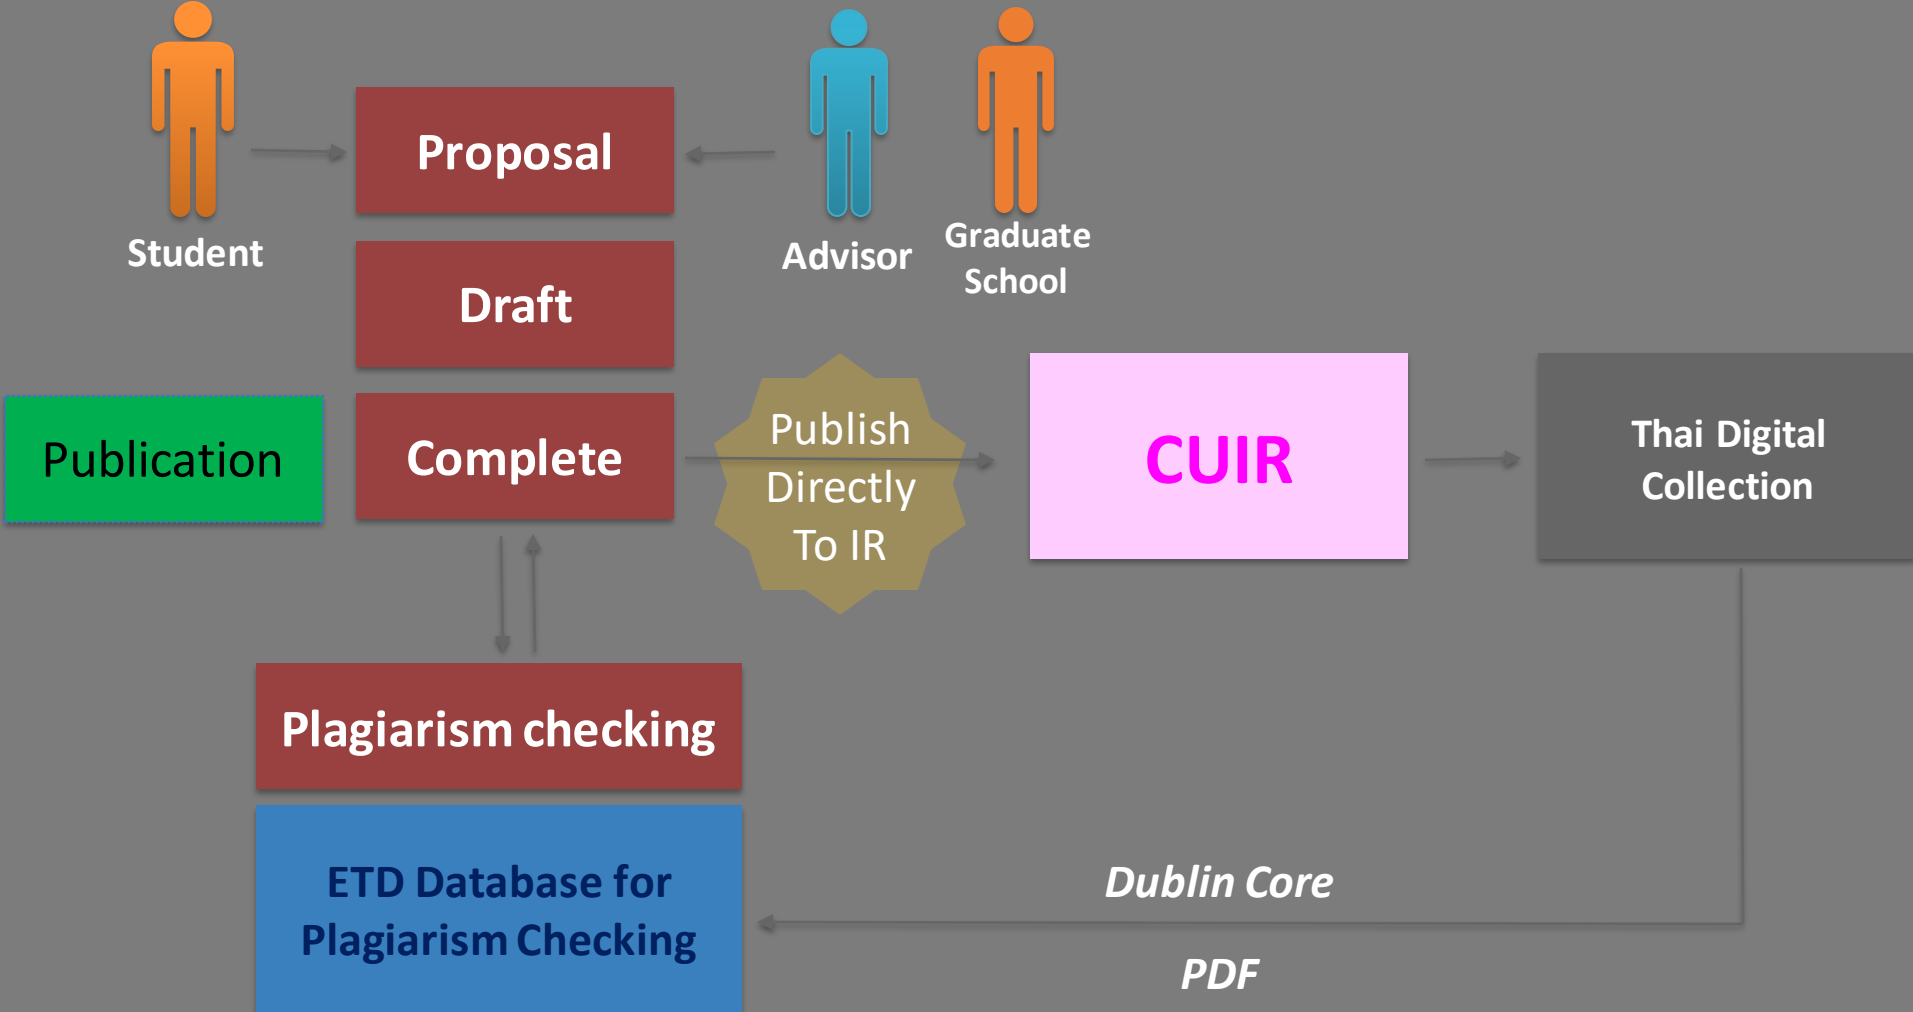 Proposal
Student
Advisor
Graduate
School
Draft
Publication
Complete
Publish
Directly
To IR
CUIR
Thai Digital
Collection
Plagiarism checking
ETD Database for
Plagiarism Checking
Dublin Core
PDF